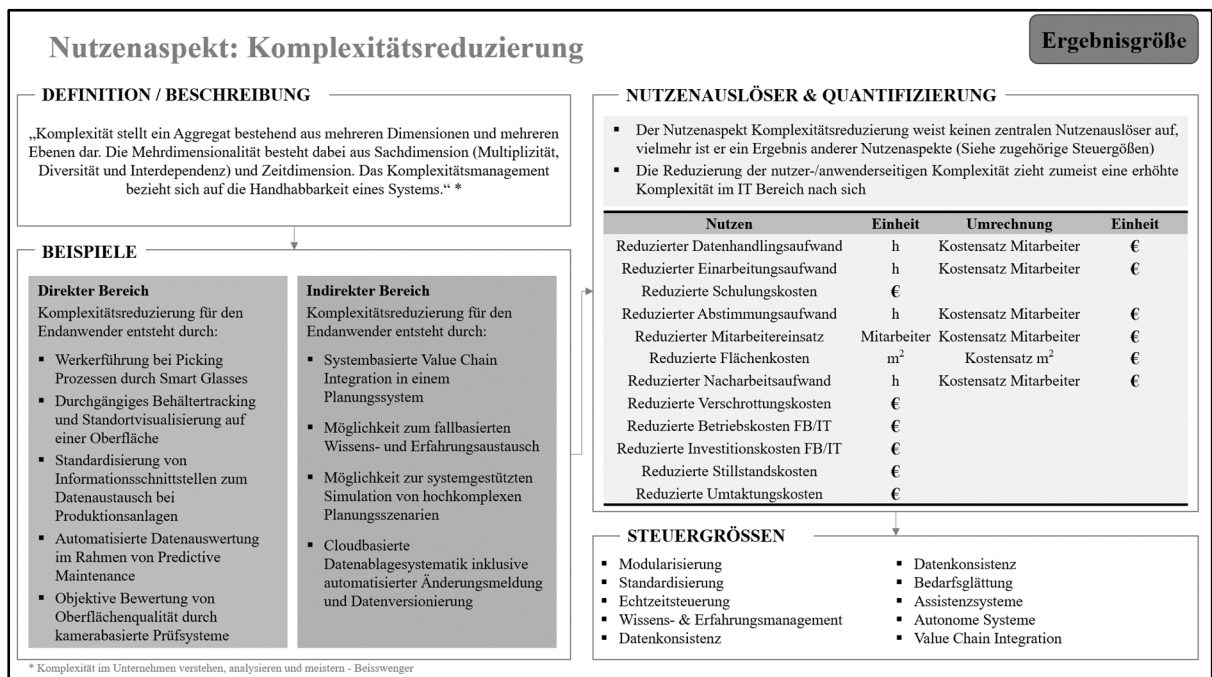 Nutzenaspekt: Komplexitätsreduzierung
Ergebnisgröße
DEFINITION / BESCHREIBUNG
„Komplexität stellt ein Aggregat bestehend aus mehreren Dimensionen und mehreren
Ebenen dar. Die Mehrdimensionalität besteht dabei aus Sachdimension (Multiplizität,
Diversität und Interdependenz) und Zeitdimension. Das Komplexitätsmanagement
bezieht sich auf die Handhabbarkeit eines Systems.“ *
BEISPIELE
Direkter Bereich
Komplexitätsreduzierung für den
Endanwender entsteht durch:
▪ Werkerführung bei Picking
Prozessen durch Smart Glasses
▪ Durchgängiges Behältertracking
und Standortvisualisierung auf
einer Oberfläche
▪ Standardisierung von
Informationsschnittstellen zum
Datenaustausch bei
Produktionsanlagen
▪ Automatisierte Datenauswertung
im Rahmen von Predictive
Maintenance
▪ Objektive Bewertung von
Oberflächenqualität durch
kamerabasierte Prüfsysteme
Indirekter Bereich
Komplexitätsreduzierung für den
Endanwender entsteht durch:
▪ Systembasierte Value Chain
Integration in einem
Planungssystem
▪ Möglichkeit zum fallbasierten
Wissens- und Erfahrungsaustausch
▪ Möglichkeit zur systemgestützten
Simulation von hochkomplexen
Planungsszenarien
▪ Cloudbasierte
Datenablagesystematik inklusive
automatisierter Änderungsmeldung
und Datenversionierung
NUTZENAUSLÖSER & QUANTIFIZIERUNG
▪ Der Nutzenaspekt Komplexitätsreduzierung weist keinen zentralen Nutzenauslöser auf,
vielmehr ist er ein Ergebnis anderer Nutzenaspekte (Siehe zugehörige Steuergößen)
▪ Die Reduzierung der nutzer-/anwenderseitigen Komplexität zieht zumeist eine erhöhte
Komplexität im IT Bereich nach sich
Nutzen Einheit Umrechnung Einheit
Reduzierter Datenhandlingsaufwand h Kostensatz Mitarbeiter €
Reduzierter Einarbeitungsaufwand h Kostensatz Mitarbeiter €
Reduzierte Schulungskosten €
Reduzierter Abstimmungsaufwand h Kostensatz Mitarbeiter €
Reduzierter Mitarbeitereinsatz Mitarbeiter Kostensatz Mitarbeiter €
Reduzierte Flächenkosten m² Kostensatz m² €
Reduzierter Nacharbeitsaufwand h Kostensatz Mitarbeiter €
Reduzierte Verschrottungskosten €
Reduzierte Betriebskosten FB/IT €
Reduzierte Investitionskosten FB/IT €
Reduzierte Stillstandskosten €
Reduzierte Umtaktungskosten €
STEUERGRÖSSEN
▪ Modularisierung
▪ Standardisierung
▪ Echtzeitsteuerung
▪ Wissens- & Erfahrungsmanagement
▪ Datenkonsistenz
▪ Datenkonsistenz
▪ Bedarfsglättung
▪ Assistenzsysteme
▪ Autonome Systeme
▪ Value Chain Integration
* Komplexität im Unternehmen verstehen, analysieren und meistern - Beisswenger